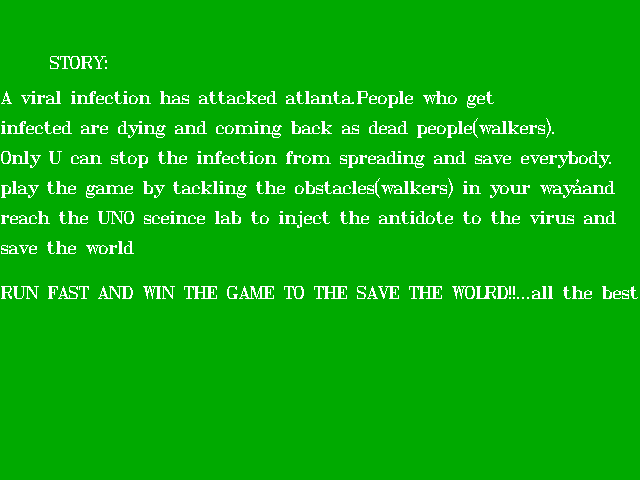 STORY:
A viral infection has attacked atlanta.People who get
infected are dying and coming back as dead people(walkers).
Only U can stop the infection from spreading and save everybody.
play the game by tackling the obstacles(walkers) in your way,àand
reach the UNO sceince lab to inject the antidote to the virus and
save the world
RUN FAST AND WIN THE GAME TO THE SAVE THE WOLRD!!...all the best